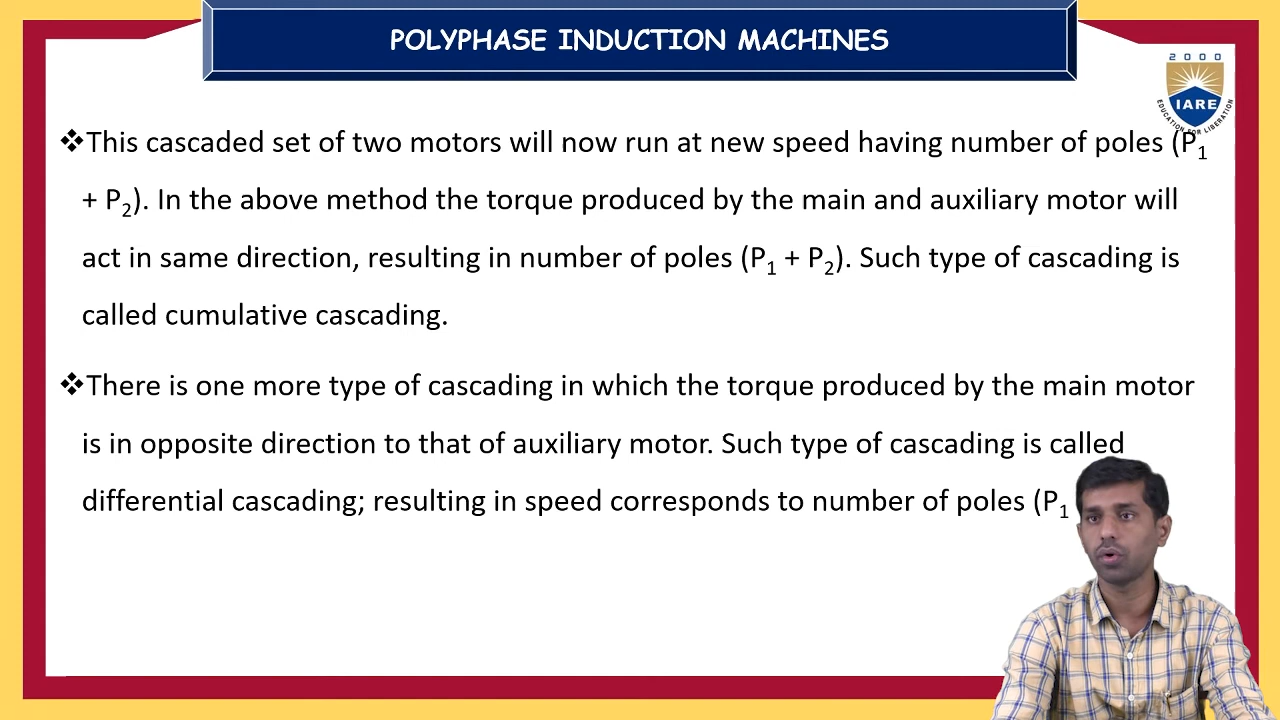 POLYPHASE INDUCTION MACHINES
2000
IARE
EDUCATION FOR LIBERATION
❖This cascaded set of two motors will now run at new speed having number of poles (P1
+ P2). In the above method the torque produced by the main and auxiliary motor will
act in same direction, resulting in number of poles (P1 + P2). Such type of cascading is
called cumulative cascading.
❖There is one more type of cascading in which the torque produced by the main motor
is in opposite direction to that of auxiliary motor. Such type of cascading is called
differential cascading; resulting in speed corresponds to number of poles (P1